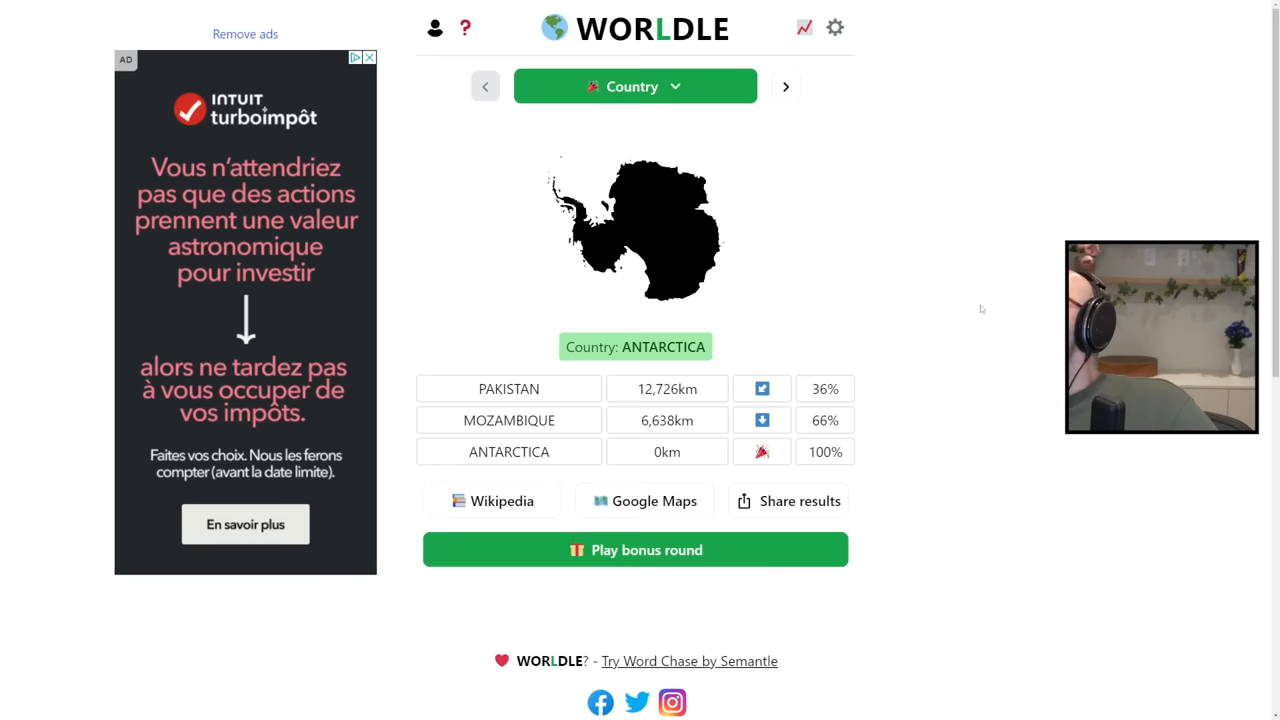 Remove ads
AD
INTUIT
turboimpôt
Vous n'attendriez
pas que des actions
prennent une valeur
astronomique
pour investir
alors ne tardez pas
à vous occuper de
vos impôts.
Faites vos choix. Nous les ferons
compter (avant la date limite).
En savoir plus
? WORLDLE
Country
Country: ANTARCTICA
PAKISTAN 12,726km 36%
MOZAMBIQUE 6,638km 66%
ANTARCTICA 0km 100%
Wikipedia Google Maps Share results
Play bonus round
WORLDLE? - Try Word Chase by Semantle